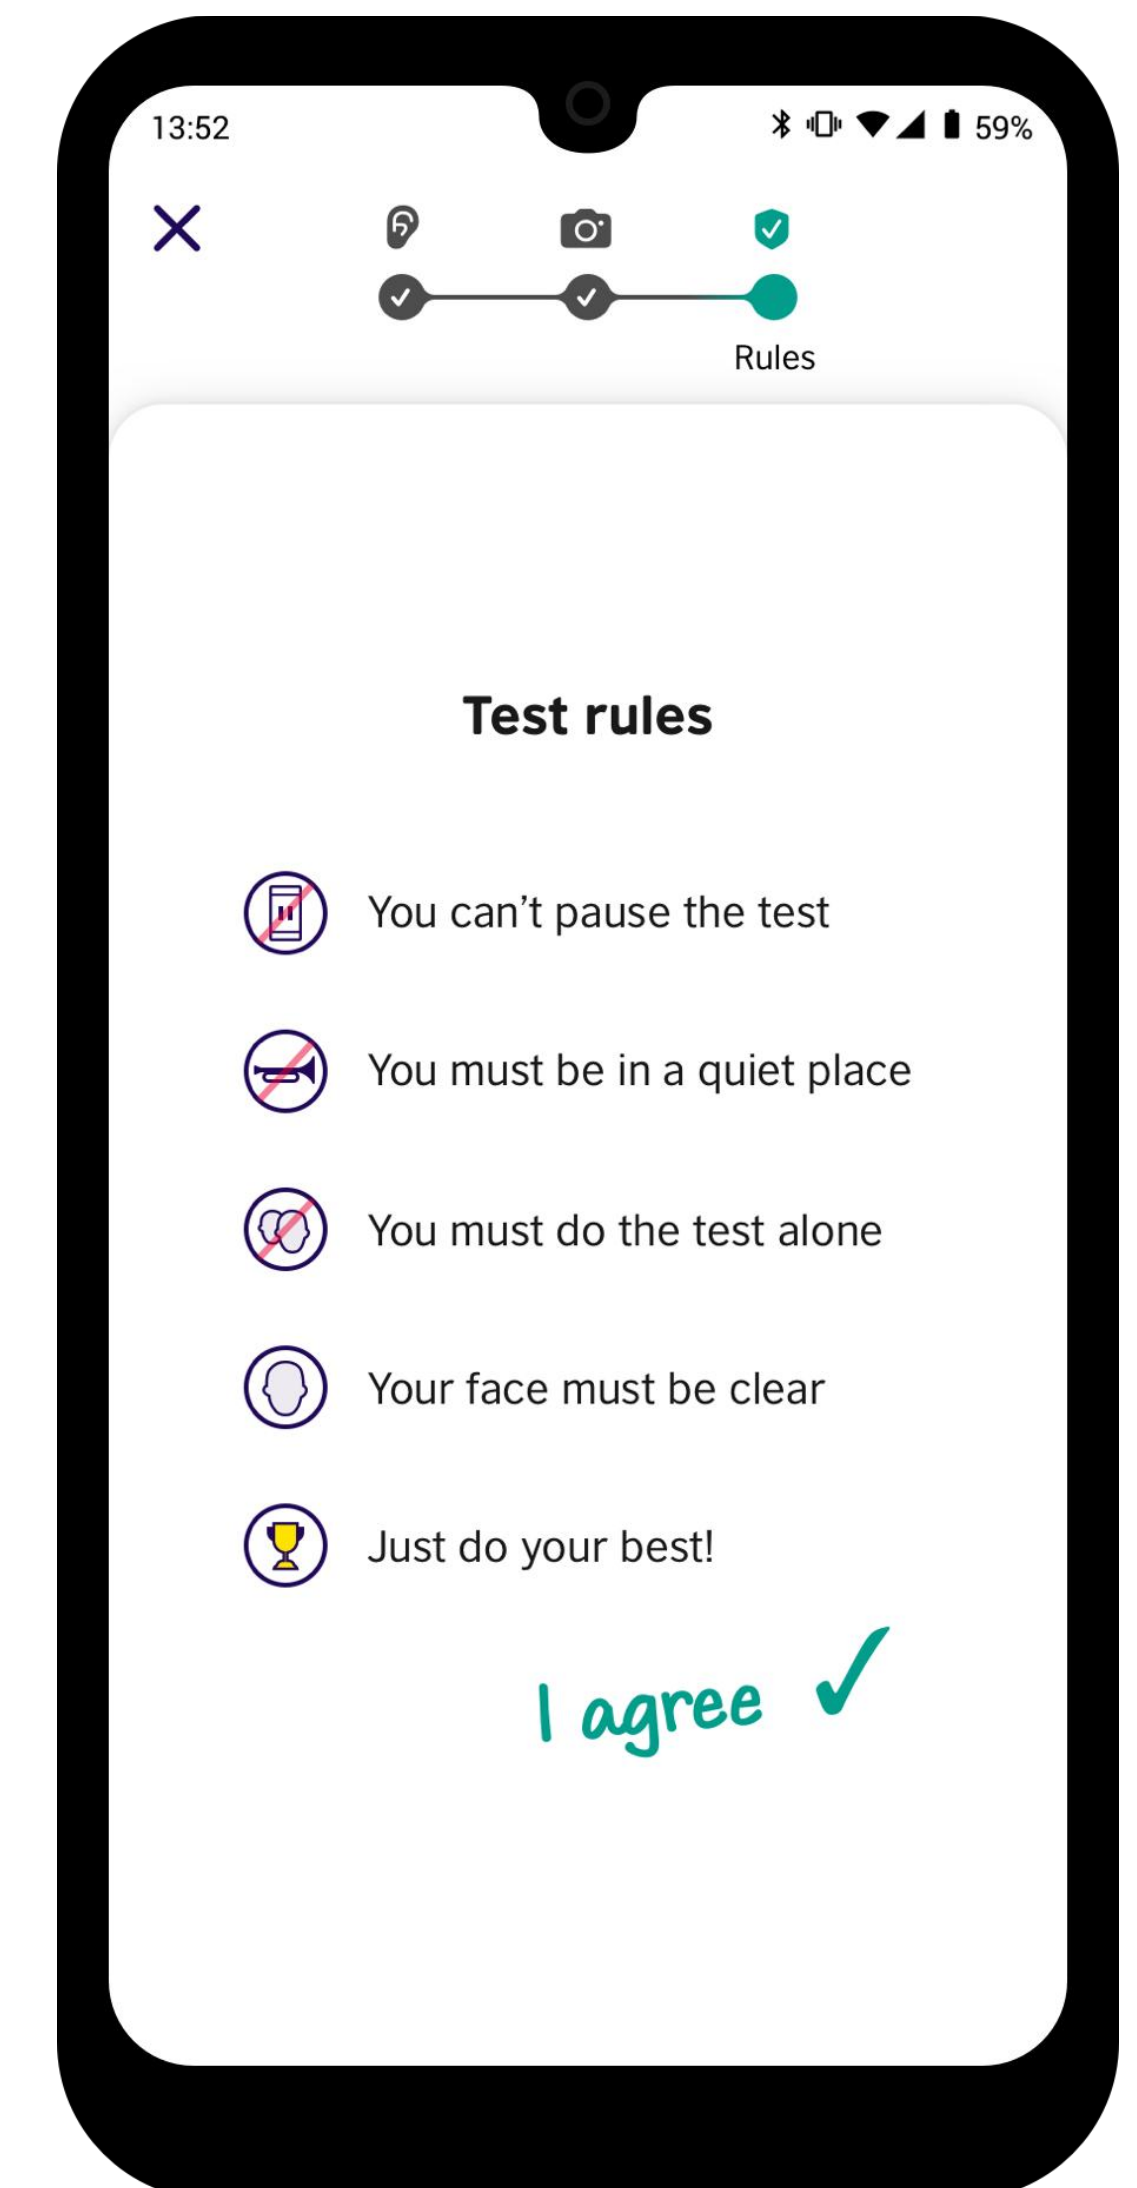 13:52
59%
Rules
Test rules
You can’t pause the test
You must be in a quiet place
You must do the test alone
Your face must be clear
Just do your best!
I agree